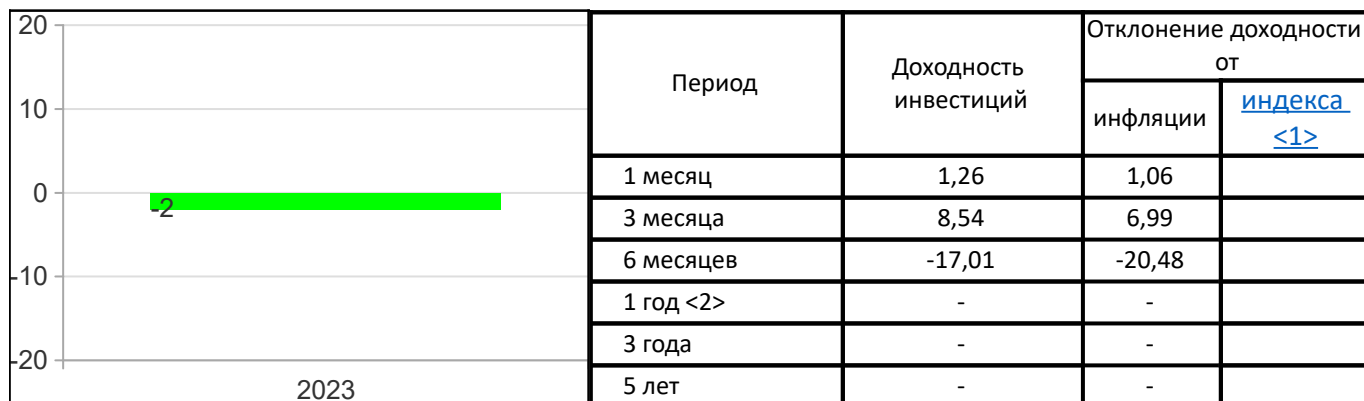 20
10
0
-2
-10
-20
2023
Период
Доходность
инвестиций
Отклонение доходности
от
инфляции
индекса
<1>
1 месяц 1,26 1,06
3 месяца 8,54 6,99
6 месяцев -17,01 -20,48
1 год <2> - -
3 года - -
5 лет - -